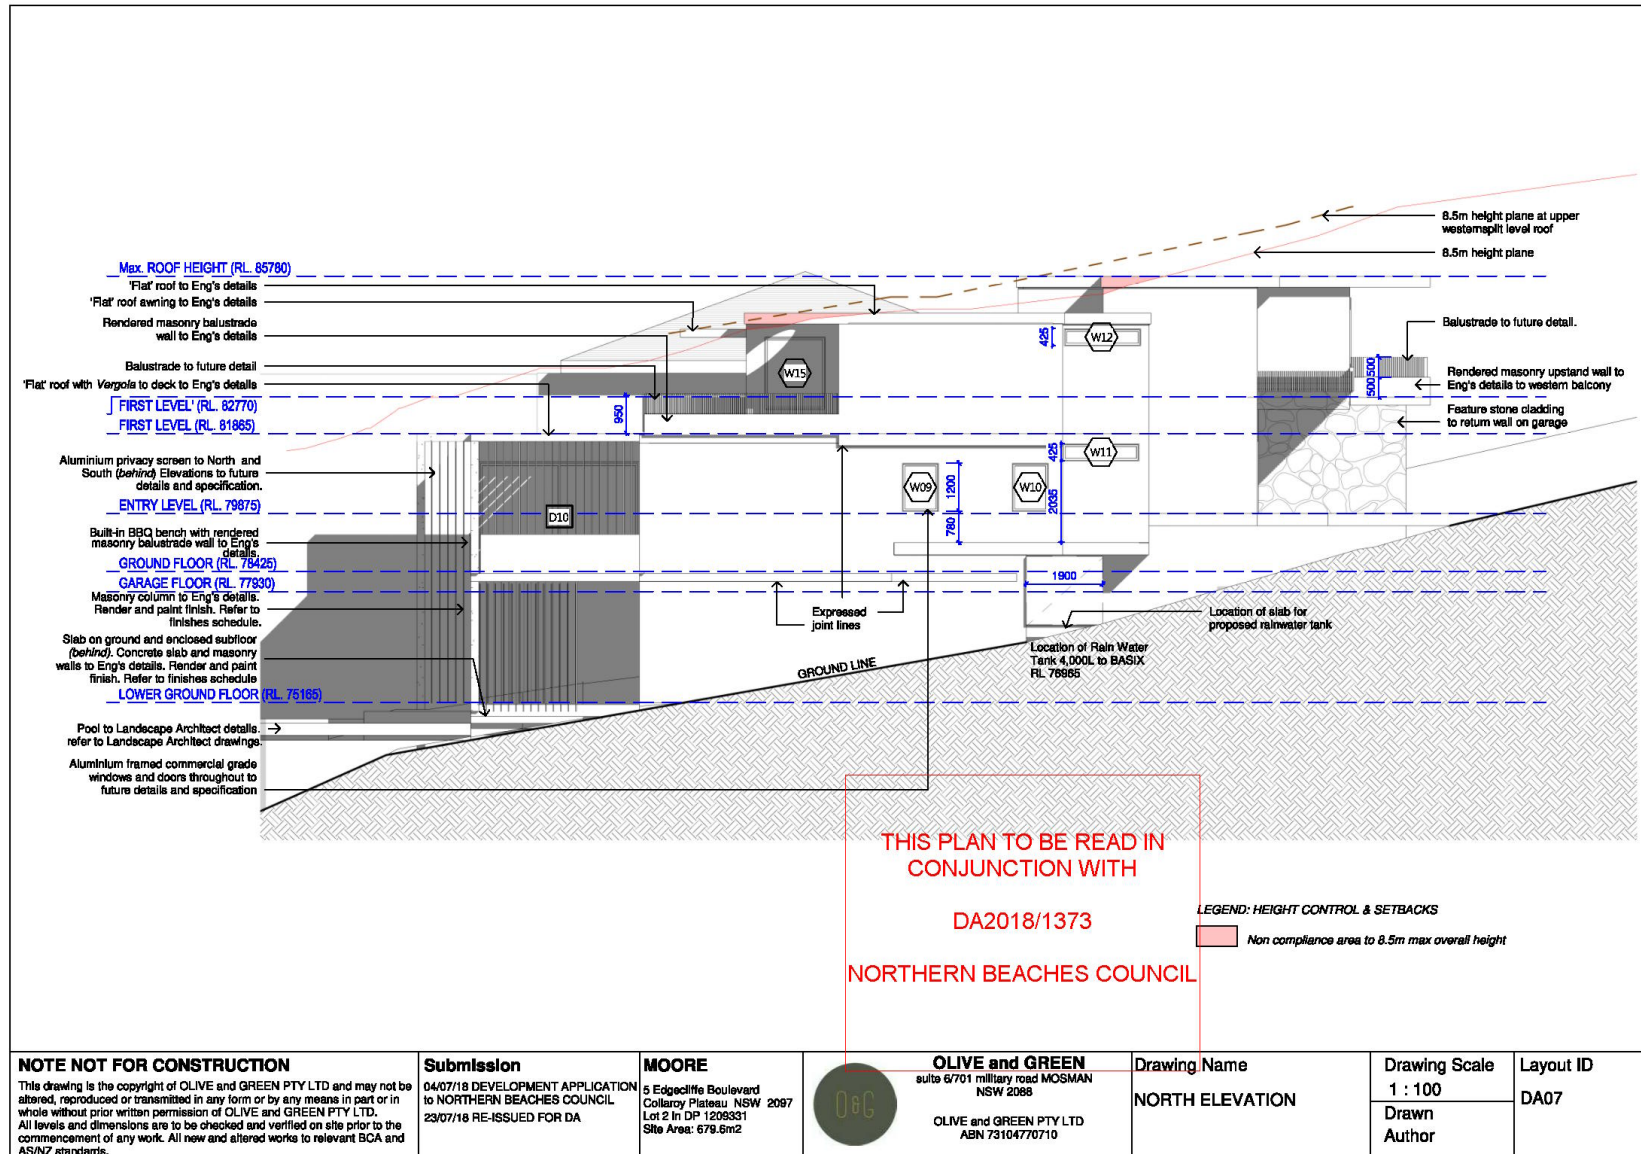 Max. ROOF HEIGHT (RL. 85760)
'Flat' roof to Eng's details
'Flat' roof awning to Eng's details
Rendered masonry balustrade
wall to Eng's details
Balustrade to future detail
'Flat' roof with Vergola to deck to Eng's details
FIRST LEVEL' (RL. 82770)
FIRST LEVEL (RL. 81865)
Aluminium privacy screen to North and
South (behind) Elevations to future
details and specification.
ENTRY LEVEL (RL. 79875)
Built-in BBQ bench with rendered
masonry balustrade wall to Eng's
details.
GROUND FLOOR (RL. 78425)
GARAGE FLOOR (RL. 77930)
Masonry column to Eng's details.
Render and paint finish. Refer to
finishes schedule.
Slab on ground and enclosed subfloor
(behind). Concrete slab and masonry
walls to Eng's details. Render and paint
finish. Refer to finishes schedule
LOWER GROUND FLOOR (RL. 75165)
Pool to Landscape Architect details.
refer to Landscape Architect drawings.
Aluminium framed commercial grade
windows and doors throughout to
future details and specification
8.5m height plane at upper
westernsplit level roof
8.5m height plane
Balustrade to future detail.
Rendered masonry upstand wall to
Eng's details to western balcony
Feature stone cladding
to return wall on garage
W15
W12
W11
W09
W10
D10
950
425
425
1200
780
2035
500
500
1900
Expressed
joint lines
GROUND LINE
Location of slab for
proposed rainwater tank
Location of Rain Water
Tank 4,000L to BASIX
RL 76965
THIS PLAN TO BE READ IN
CONJUNCTION WITH
DA2018/1373
NORTHERN BEACHES COUNCIL
LEGEND: HEIGHT CONTROL & SETBACKS
Non compliance area to 8.5m max overall height
NOTE NOT FOR CONSTRUCTION
This drawing is the copyright of OLIVE and GREEN PTY LTD and may not be
altered, reproduced or transmitted in any form or by any means in part or in
whole without prior written permission of OLIVE and GREEN PTY LTD.
All levels and dimensions are to be checked and verified on site prior to the
commencement of any work. All new and altered works to relevant BCA and
AS/NZ standards.
Submission
04/07/18 DEVELOPMENT APPLICATION
to NORTHERN BEACHES COUNCIL
23/07/18 RE-ISSUED FOR DA
MOORE
5 Edgecliffe Boulevard
Collaroy Plateau NSW 2097
Lot 2 in DP 1209331
Site Area: 679.6m2
O&G
OLIVE and GREEN
suite 6/701 military road MOSMAN
NSW 2088
OLIVE and GREEN PTY LTD
ABN 73104770710
Drawing Name
NORTH ELEVATION
Drawing Scale
1 : 100
Drawn
Author
Layout ID
DA07